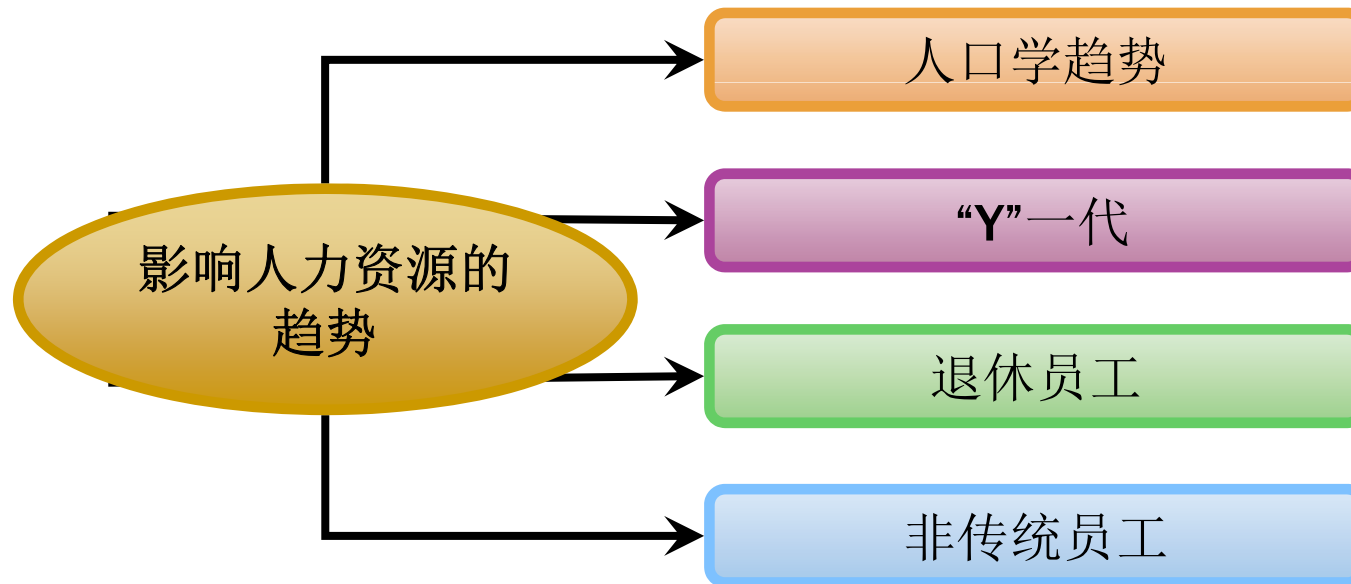 人口学趋势
“Y”一代
影响人力资源的
趋势
退休员工
非传统员工